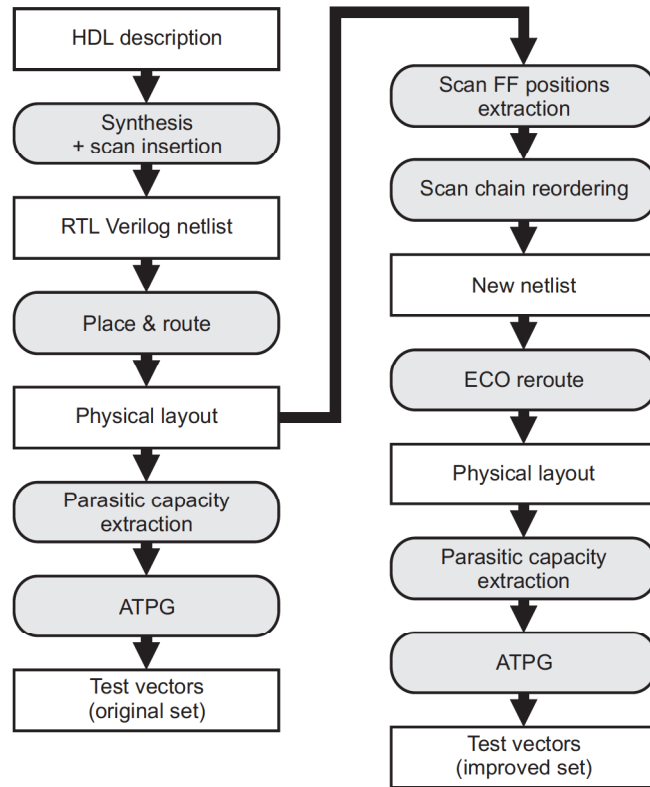 HDL description
Synthesis
+ scan insertion
RTL Verilog netlist
Place & route
Physical layout
Parasitic capacity
extraction
ATPG
Test vectors
(original set)
Scan FF positions
extraction
Scan chain reordering
New netlist
ECO reroute
Physical layout
Parasitic capacity
extraction
ATPG
Test vectors
(improved set)